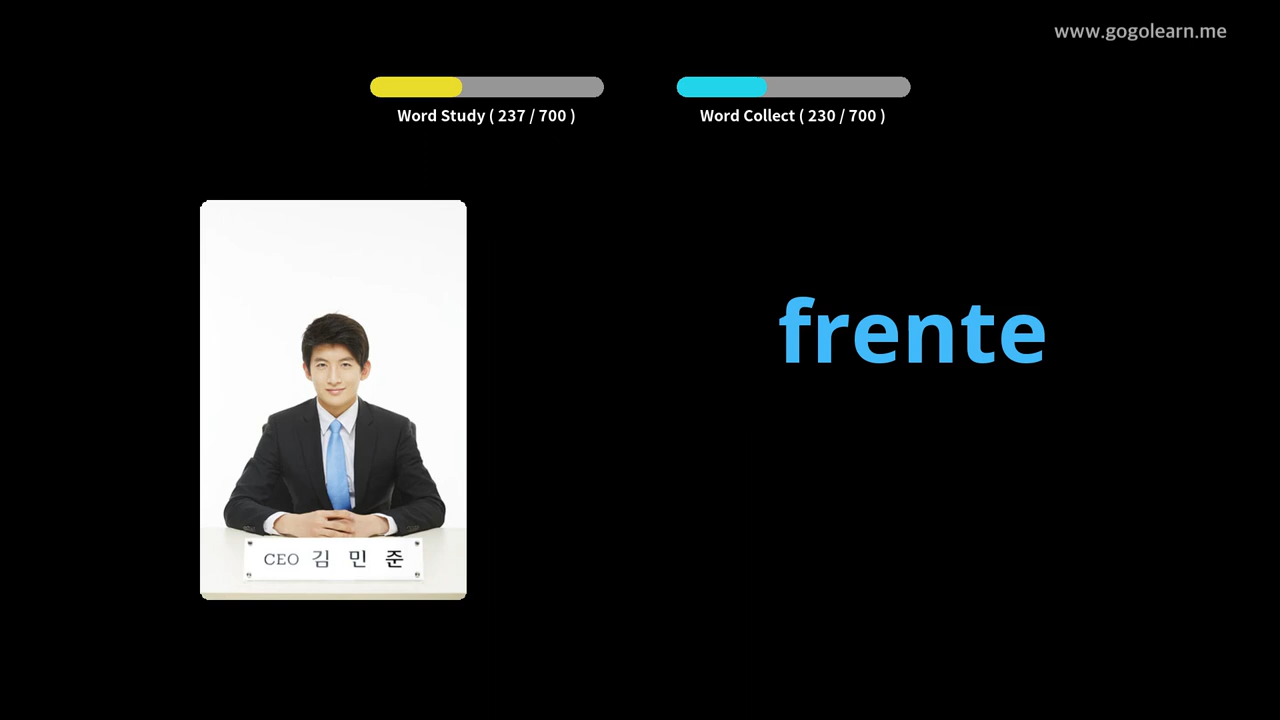 www.gogolearn.me
Word Study ( 237 / 700 )
Word Collect ( 230 / 700 )
frente
CEO 김 민 준